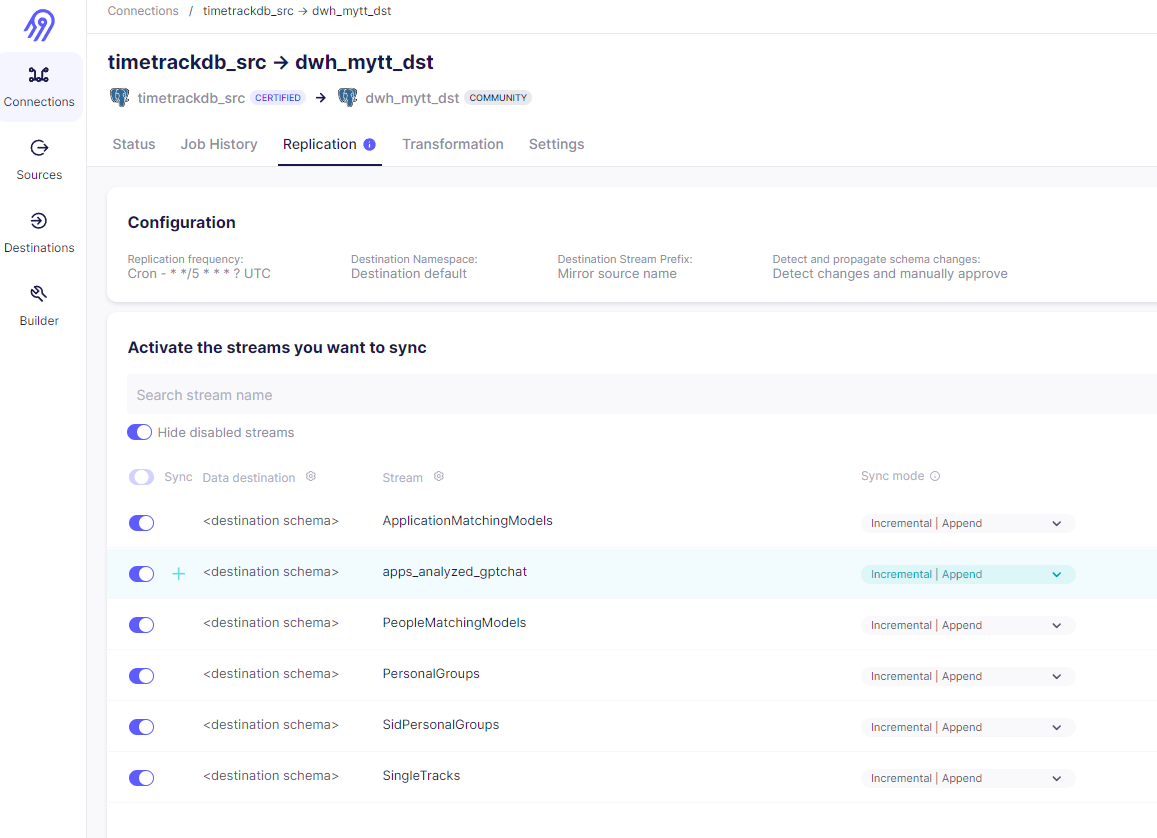 Connections / timetrackdb_src → dwh_mytt_dst
timetrackdb_src → dwh_mytt_dst
timetrackdb_src CERTIFIED → dwh_mytt_dst COMMUNITY
Connections
Sources
Destinations
Builder
Status Job History Replication i Transformation Settings
Configuration
Replication frequency: Destination Namespace: Destination Stream Prefix: Detect and propagate schema changes:
Cron - * */5 * * * ? UTC Destination default Mirror source name Detect changes and manually approve
Activate the streams you want to sync
Search stream name
Hide disabled streams
Sync Data destination Stream Sync mode
<destination schema> ApplicationMatchingModels Incremental | Append
+ <destination schema> apps_analyzed_gptchat Incremental | Append
<destination schema> PeopleMatchingModels Incremental | Append
<destination schema> PersonalGroups Incremental | Append
<destination schema> SidPersonalGroups Incremental | Append
<destination schema> SingleTracks Incremental | Append